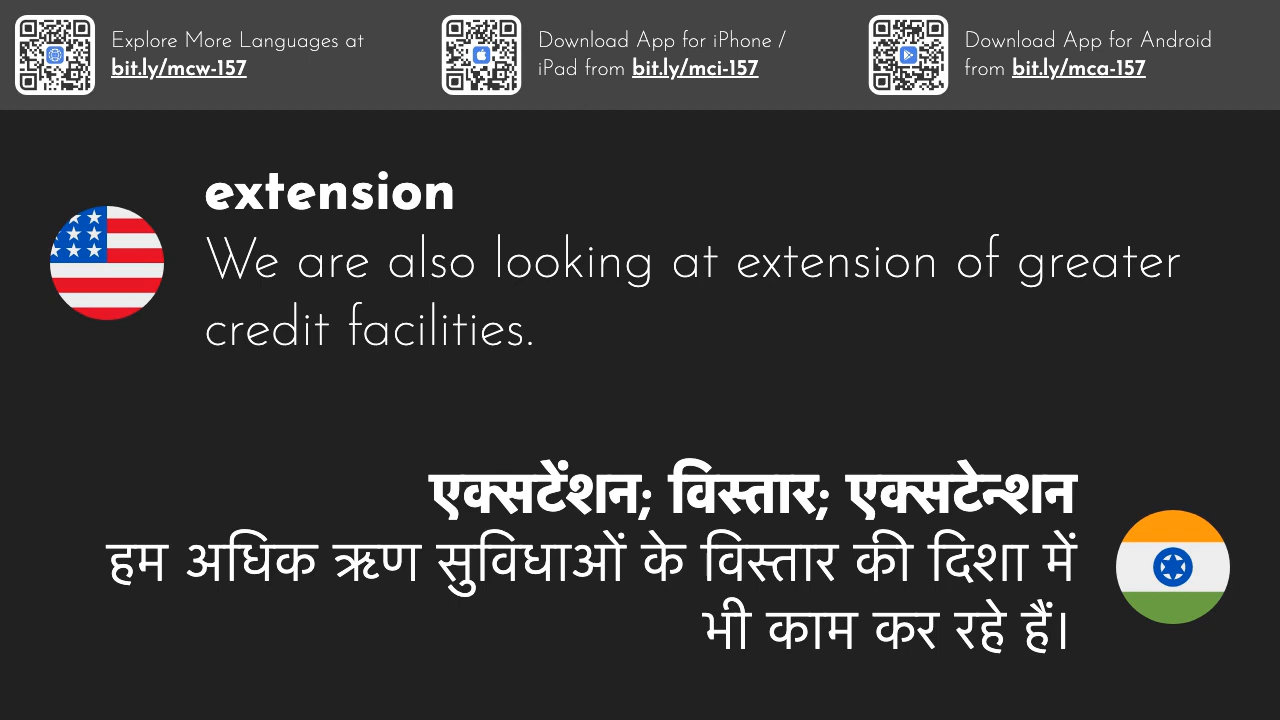 Explore More Languages at
bit.ly/mcw-157
Download App for iPhone /
iPad from bit.ly/mci-157
Download App for Android
from bit.ly/mca-157
extension
We are also looking at extension of greater
credit facilities.
एक्सटेंशन; विस्तार; एक्सटेन्शन
हम अधिक ऋण सुविधाओं के विस्तार की दिशा में
भी काम कर रहे हैं।